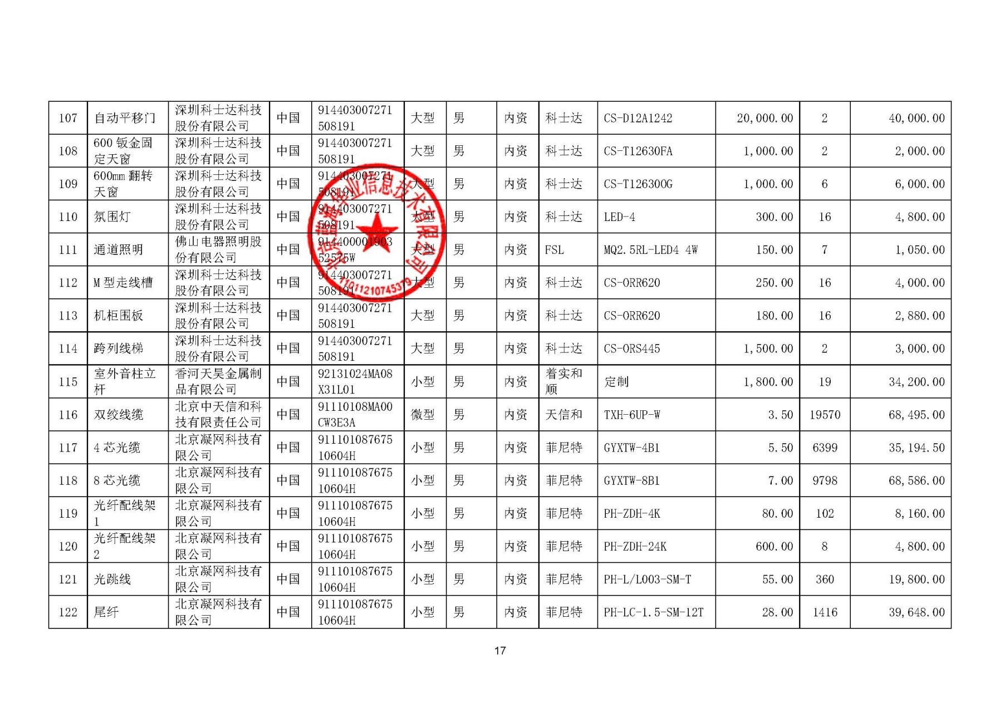 107 自动平移门 深圳科士达科技股份有限公司 中国 914403007271508191 大型 男 内资 科士达 CS-D12A1242 20,000.00 2 40,000.00
108 600 钣金固定天窗 深圳科士达科技股份有限公司 中国 914403007271508191 大型 男 内资 科士达 CS-T12630FA 1,000.00 2 2,000.00
109 600mm 翻转天窗 深圳科士达科技股份有限公司 中国 914403007271508191 大型 男 内资 科士达 CS-T12630OG 1,000.00 6 6,000.00
110 氛围灯 深圳科士达科技股份有限公司 中国 914403007271508191 大型 男 内资 科士达 LED-4 300.00 16 4,800.00
111 通道照明 佛山电器照明股份有限公司 中国 91440000190352575W 大型 男 内资 FSL MQ2.5RL-LED4 4W 150.00 7 1,050.00
112 M 型走线槽 深圳科士达科技股份有限公司 中国 914403007271508191 大型 男 内资 科士达 CS-ORR620 250.00 16 4,000.00
113 机柜围板 深圳科士达科技股份有限公司 中国 914403007271508191 大型 男 内资 科士达 CS-ORR620 180.00 16 2,880.00
114 跨列线梯 深圳科士达科技股份有限公司 中国 914403007271508191 大型 男 内资 科士达 CS-ORS445 1,500.00 2 3,000.00
115 室外音柱立杆 香河天昊金属制品有限公司 中国 92131024MA08X31L01 小型 男 内资 着实和顺 定制 1,800.00 19 34,200.00
116 双绞线缆 北京中天信和科技有限责任公司 中国 91110108MA00CW3E3A 微型 男 内资 天信和 TXH-6UP-W 3.50 19570 68,495.00
117 4 芯光缆 北京凝网科技有限公司 中国 91110108767510604H 小型 男 内资 菲尼特 GYXTW-4B1 5.50 6399 35,194.50
118 8 芯光缆 北京凝网科技有限公司 中国 91110108767510604H 小型 男 内资 菲尼特 GYXTW-8B1 7.00 9798 68,586.00
119 光纤配线架1 北京凝网科技有限公司 中国 91110108767510604H 小型 男 内资 菲尼特 PH-ZDH-4K 80.00 102 8,160.00
120 光纤配线架2 北京凝网科技有限公司 中国 91110108767510604H 小型 男 内资 菲尼特 PH-ZDH-24K 600.00 8 4,800.00
121 光跳线 北京凝网科技有限公司 中国 91110108767510604H 小型 男 内资 菲尼特 PH-L/L003-SM-T 55.00 360 19,800.00
122 尾纤 北京凝网科技有限公司 中国 91110108767510604H 小型 男 内资 菲尼特 PH-LC-1.5-SM-12T 28.00 1416 39,648.00
北京蓝海华业信息技术有限公司
11011210745379
17